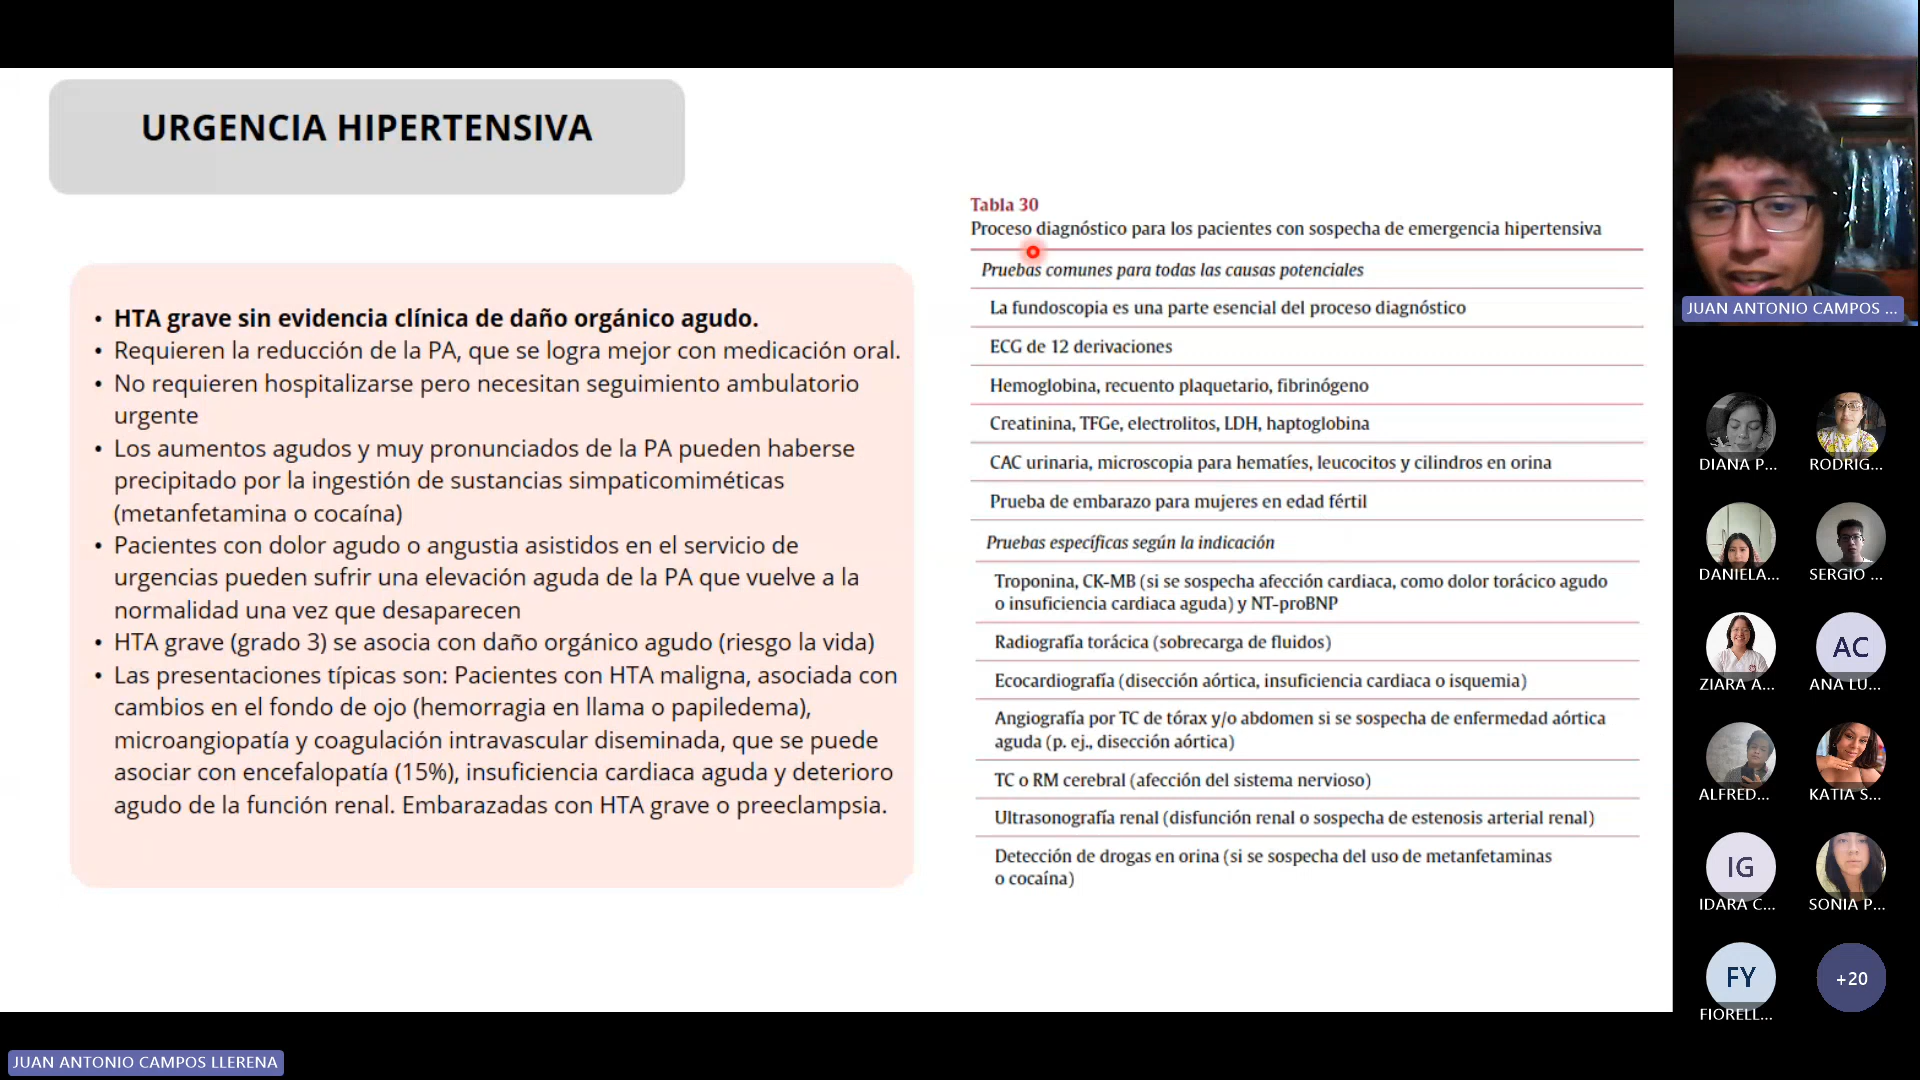 URGENCIA HIPERTENSIVA
• HTA grave sin evidencia clínica de daño orgánico agudo.
• Requieren la reducción de la PA, que se logra mejor con medicación oral.
• No requieren hospitalizarse pero necesitan seguimiento ambulatorio
urgente
• Los aumentos agudos y muy pronunciados de la PA pueden haberse
precipitado por la ingestión de sustancias simpaticomiméticas
(metanfetamina o cocaína)
• Pacientes con dolor agudo o angustia asistidos en el servicio de
urgencias pueden sufrir una elevación aguda de la PA que vuelve a la
normalidad una vez que desaparecen
• HTA grave (grado 3) se asocia con daño orgánico agudo (riesgo la vida)
• Las presentaciones típicas son: Pacientes con HTA maligna, asociada con
cambios en el fondo de ojo (hemorragia en llama o papiledema),
microangiopatía y coagulación intravascular diseminada, que se puede
asociar con encefalopatía (15%), insuficiencia cardiaca aguda y deterioro
agudo de la función renal. Embarazadas con HTA grave o preeclampsia.
Tabla 30
Proceso diagnóstico para los pacientes con sospecha de emergencia hipertensiva
Pruebas comunes para todas las causas potenciales
La fundoscopia es una parte esencial del proceso diagnóstico
ECG de 12 derivaciones
Hemoglobina, recuento plaquetario, fibrinógeno
Creatinina, TFGe, electrolitos, LDH, haptoglobina
CAC urinaria, microscopia para hematíes, leucocitos y cilindros en orina
Prueba de embarazo para mujeres en edad fértil
Pruebas específicas según la indicación
Troponina, CK-MB (si se sospecha afección cardiaca, como dolor torácico agudo
o insuficiencia cardiaca aguda) y NT-proBNP
Radiografía torácica (sobrecarga de fluidos)
Ecocardiografía (disección aórtica, insuficiencia cardiaca o isquemia)
Angiografía por TC de tórax y/o abdomen si se sospecha de enfermedad aórtica
aguda (p. ej., disección aórtica)
TC o RM cerebral (afección del sistema nervioso)
Ultrasonografía renal (disfunción renal o sospecha de estenosis arterial renal)
Detección de drogas en orina (si se sospecha del uso de metanfetaminas
o cocaína)
JUAN ANTONIO CAMPOS ...
DIANA P...
RODRIG...
DANIELA...
SERGIO ...
ZIARA A...
AC
ANA LU...
ALFRED...
KATIA S...
IG
IDARA C...
SONIA P...
FY
FIORELL...
+20
JUAN ANTONIO CAMPOS LLERENA